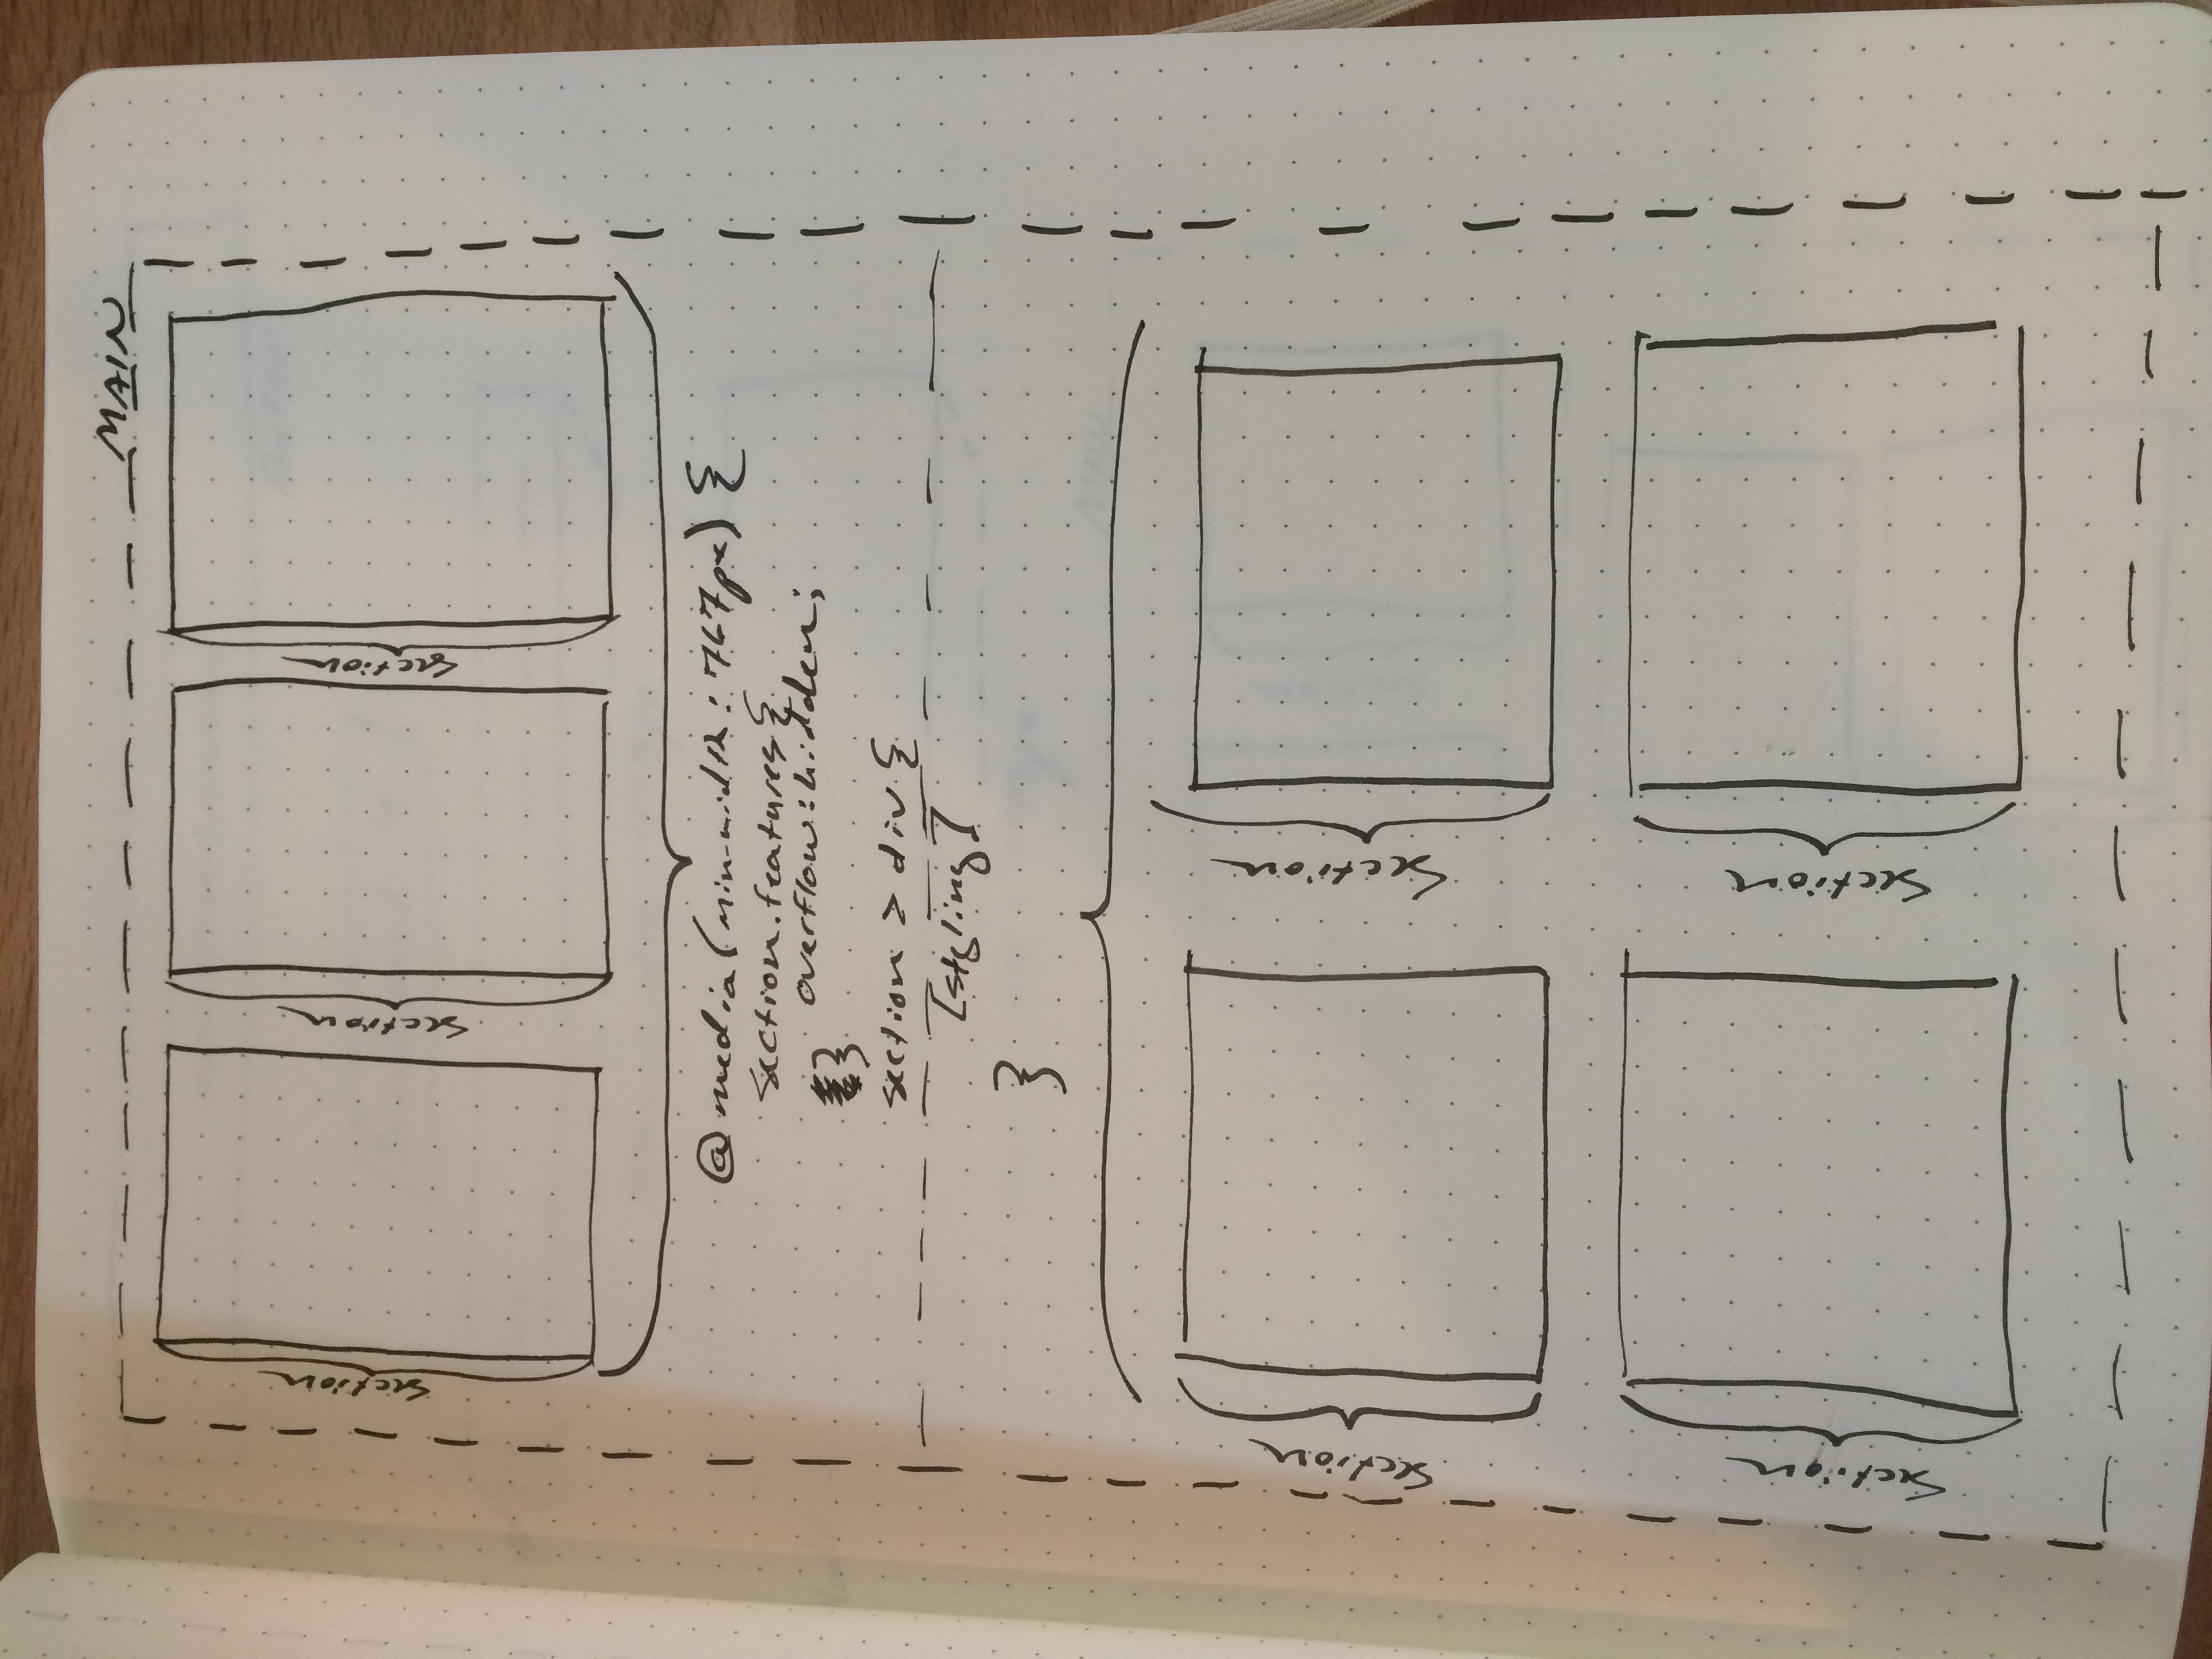 MAIN
Section
Section
Section
@media(min-width: 767px) {
section.features{
overflow:hidden;
}
section > div {
[styling]
}
Section
Section
Section
Section